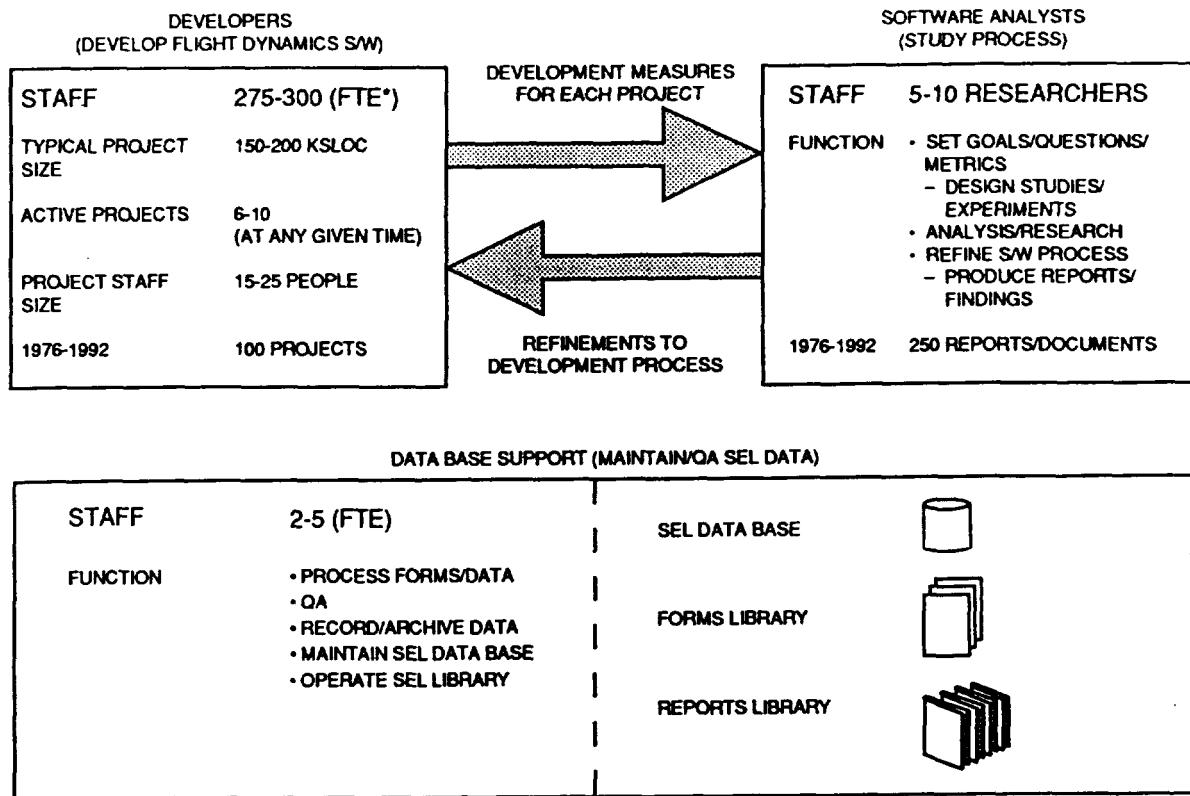 DEVELOPERS
(DEVELOP FLIGHT DYNAMICS S/W)
STAFF 275-300 (FTE*)
TYPICAL PROJECT 150-200 KSLOC
SIZE
ACTIVE PROJECTS 6-10
(AT ANY GIVEN TIME)
PROJECT STAFF 15-25 PEOPLE
SIZE
1976-1992 100 PROJECTS
DEVELOPMENT MEASURES
FOR EACH PROJECT
REFINEMENTS TO
DEVELOPMENT PROCESS
SOFTWARE ANALYSTS
(STUDY PROCESS)
STAFF 5-10 RESEARCHERS
FUNCTION • SET GOALS/QUESTIONS/
METRICS
– DESIGN STUDIES/
EXPERIMENTS
• ANALYSIS/RESEARCH
• REFINE S/W PROCESS
– PRODUCE REPORTS/
FINDINGS
1976-1992 250 REPORTS/DOCUMENTS
DATA BASE SUPPORT (MAINTAIN/QA SEL DATA)
STAFF 2-5 (FTE)
FUNCTION • PROCESS FORMS/DATA
• QA
• RECORD/ARCHIVE DATA
• MAINTAIN SEL DATA BASE
• OPERATE SEL LIBRARY
SEL DATA BASE
FORMS LIBRARY
REPORTS LIBRARY